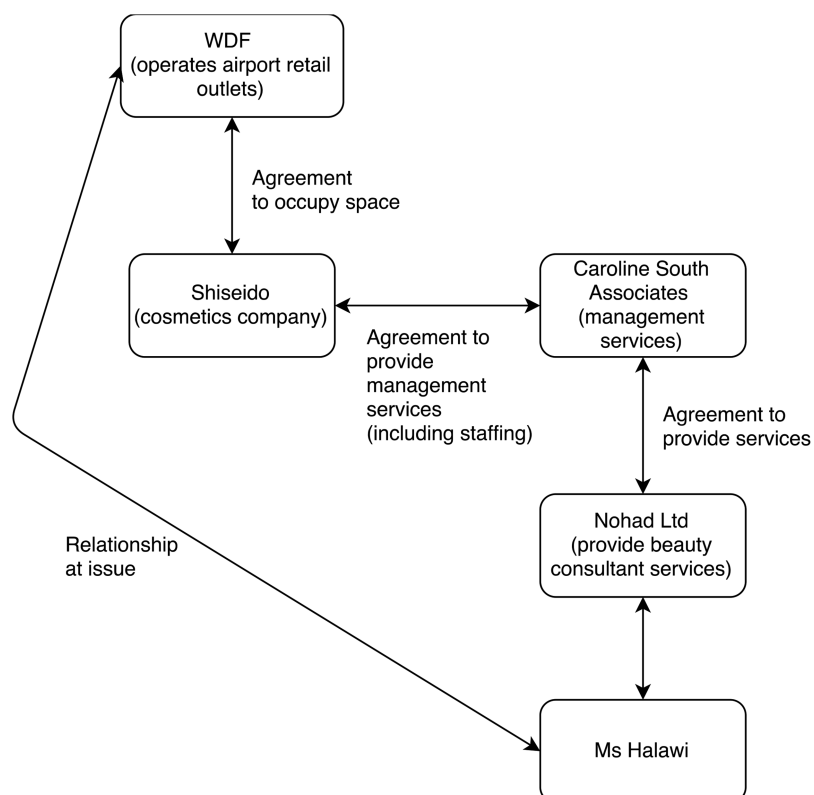 WDF
(operates airport retail
outlets)
Agreement
to occupy space
Shiseido
(cosmetics company)
Caroline South
Associates
(management
services)
Agreement to
provide
management
services
(including staffing)
Agreement to
provide services
Nohad Ltd
(provide beauty
consultant services)
Relationship
at issue
Ms Halawi